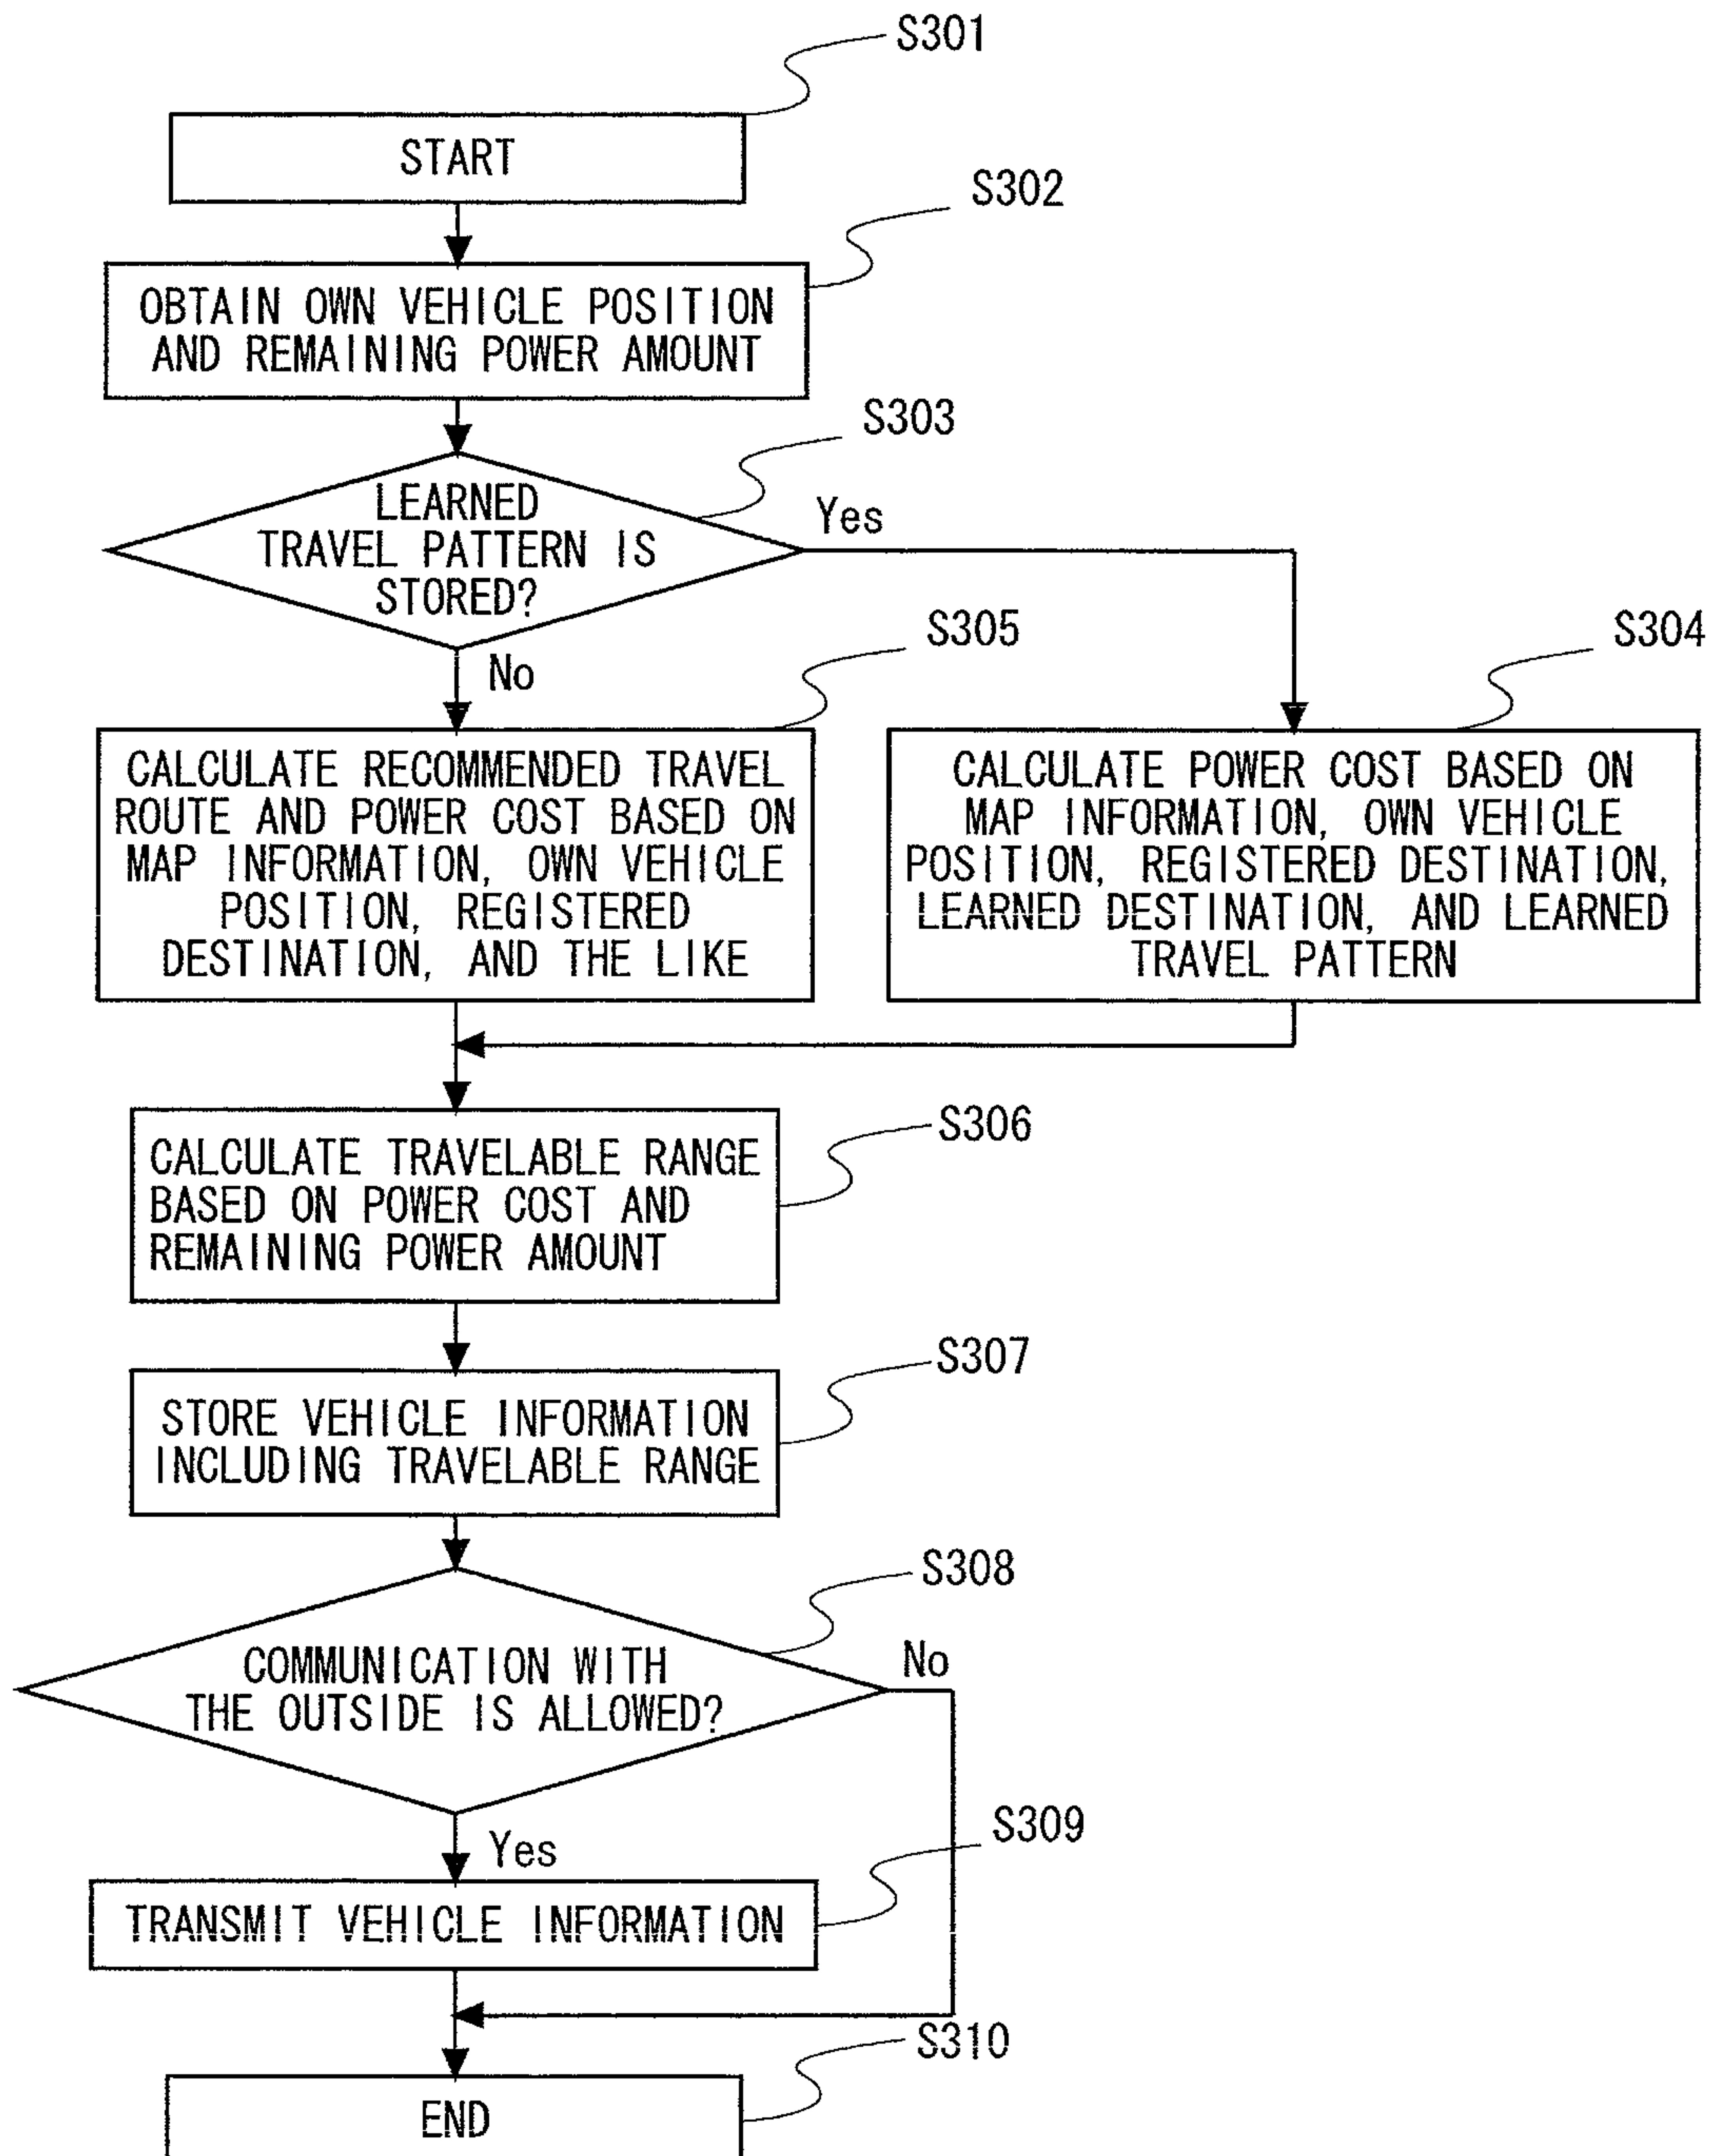 S301
START
S302
OBTAIN OWN VEHICLE POSITION
AND REMAINING POWER AMOUNT
S303
LEARNED
TRAVEL PATTERN IS
STORED?
Yes
No
S305
S304
CALCULATE RECOMMENDED TRAVEL
ROUTE AND POWER COST BASED ON
MAP INFORMATION, OWN VEHICLE
POSITION, REGISTERED
DESTINATION, AND THE LIKE
CALCULATE POWER COST BASED ON
MAP INFORMATION, OWN VEHICLE
POSITION, REGISTERED DESTINATION,
LEARNED DESTINATION, AND LEARNED
TRAVEL PATTERN
S306
CALCULATE TRAVELABLE RANGE
BASED ON POWER COST AND
REMAINING POWER AMOUNT
S307
STORE VEHICLE INFORMATION
INCLUDING TRAVELABLE RANGE
S308
COMMUNICATION WITH
THE OUTSIDE IS ALLOWED?
No
Yes
S309
TRANSMIT VEHICLE INFORMATION
S310
END